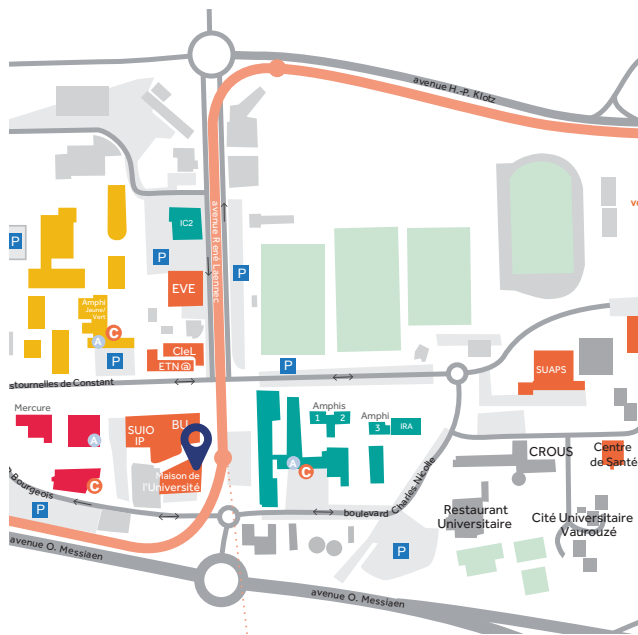 avenue H.-P. Klotz
avenue René Laennec
IC2
P
P
P
EVE
Amphi
Jaune/
Vert
C
A
P
CleL
ETN@
P
stournelles de Constant
SUAPS
Mercure
A
C
SUIO
IP
BU
Maison de
l'Université
Amphis
1 2
Amphi
3
IRA
A
C
CROUS
Centre
de Santé
.Bourgeois
P
boulevard Charles Nicolle
Restaurant
Universitaire
Cité Universitaire
Vaurouzé
P
avenue O. Messiaen
avenue O. Messiaen